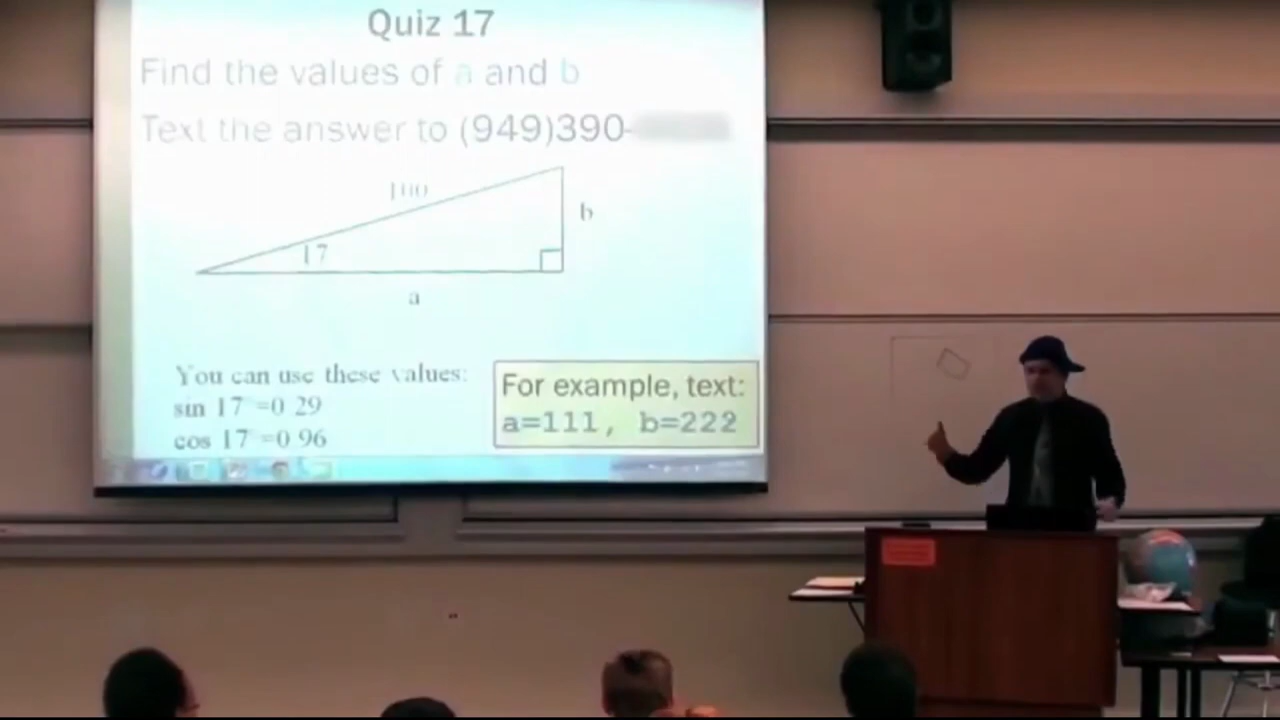 Quiz 17
Find the values of a and b
Text the answer to (949)390-
100
b
17
a
You can use these values:
sin 17 =0 29
cos 17 =0 96
For example, text:
a=111, b=222